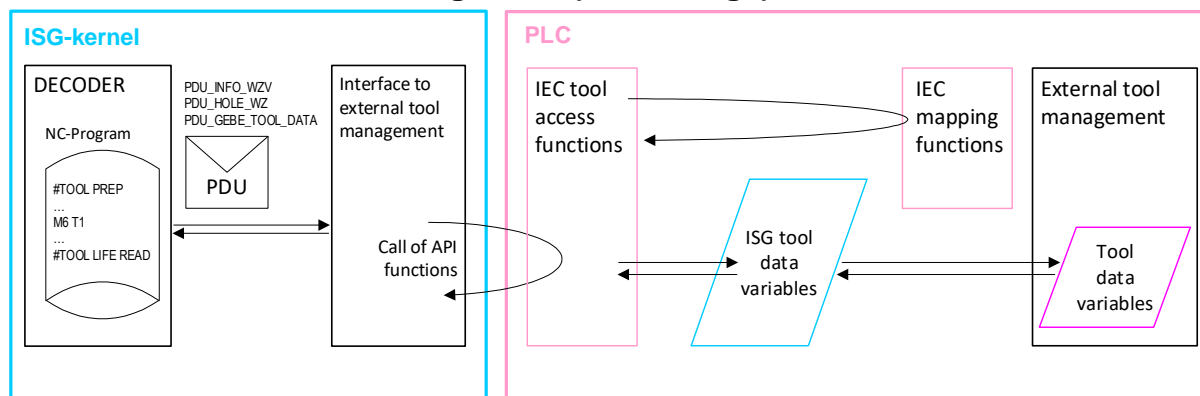 ISG-kernel
DECODER
NC-Program
#TOOL PREP
...
M6 T1
...
#TOOL LIFE READ
PDU_INFO_WZV
PDU_HOLE_WZ
PDU_GEBE_TOOL_DATA
PDU
Interface to
external tool
management
Call of API
functions
PLC
IEC tool
access
functions
IEC
mapping
functions
ISG tool
data
variables
External tool
management
Tool
data
variables